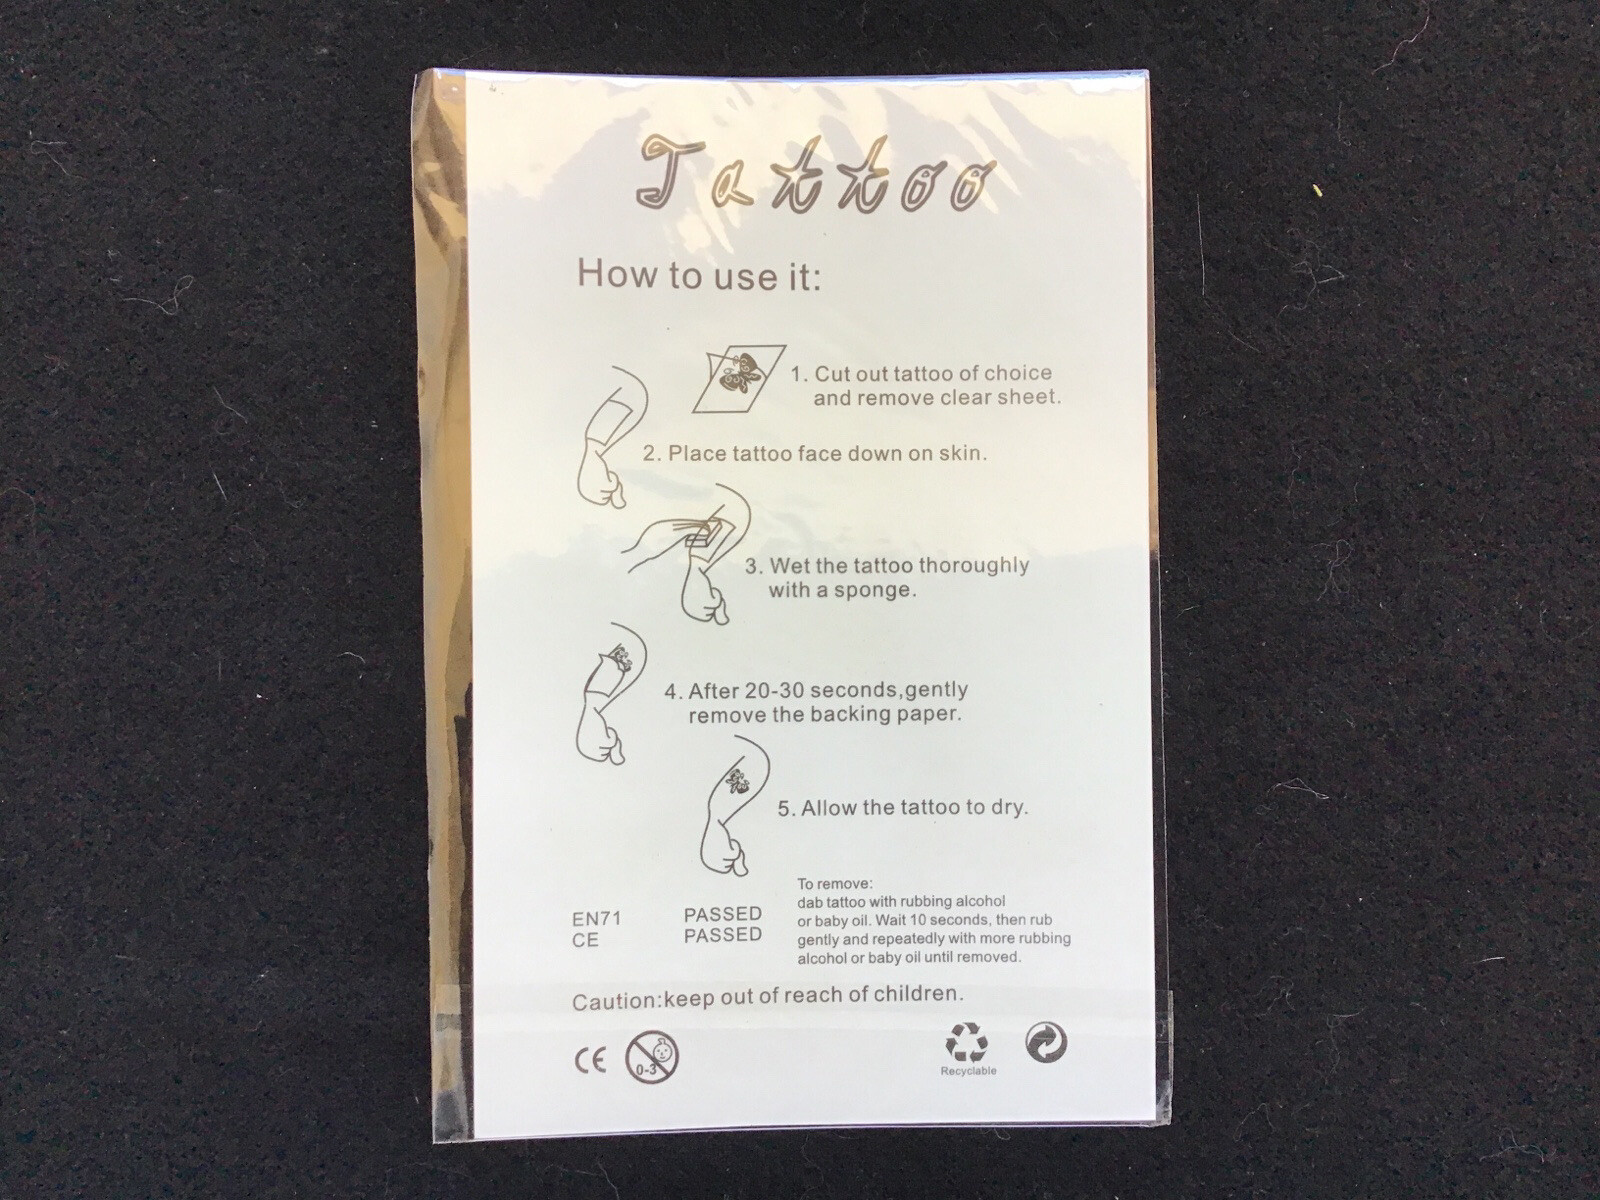 Tattoo
How to use it:
1. Cut out tattoo of choice
and remove clear sheet.
2. Place tattoo face down on skin.
3. Wet the tattoo thoroughly
with a sponge.
4. After 20-30 seconds,gently
remove the backing paper.
5. Allow the tattoo to dry.
To remove:
dab tattoo with rubbing alcohol
or baby oil. Wait 10 seconds, then rub
gently and repeatedly with more rubbing
alcohol or baby oil until removed.
EN71 PASSED
CE PASSED
Caution:keep out of reach of children.
CE
0-3
Recyclable